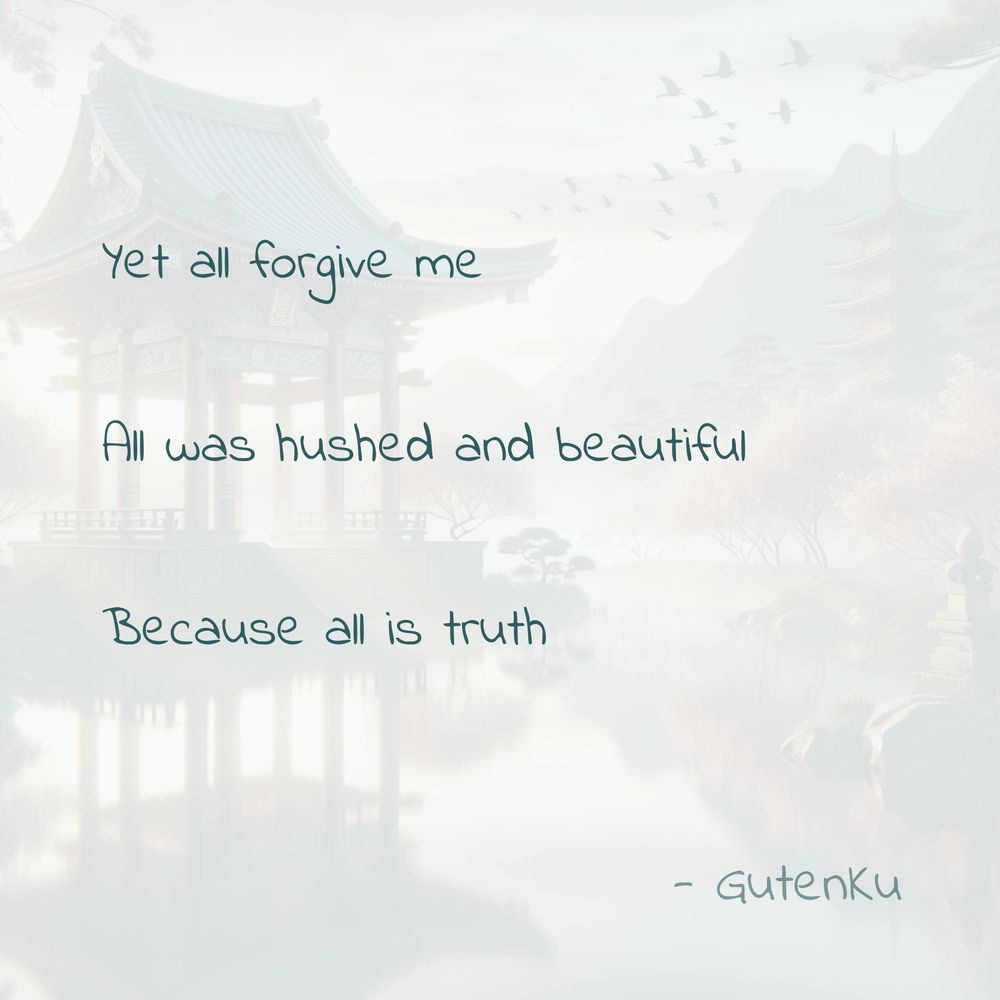 Yet all forgive me
All was hushed and beautiful
Because all is truth
- GutenKu